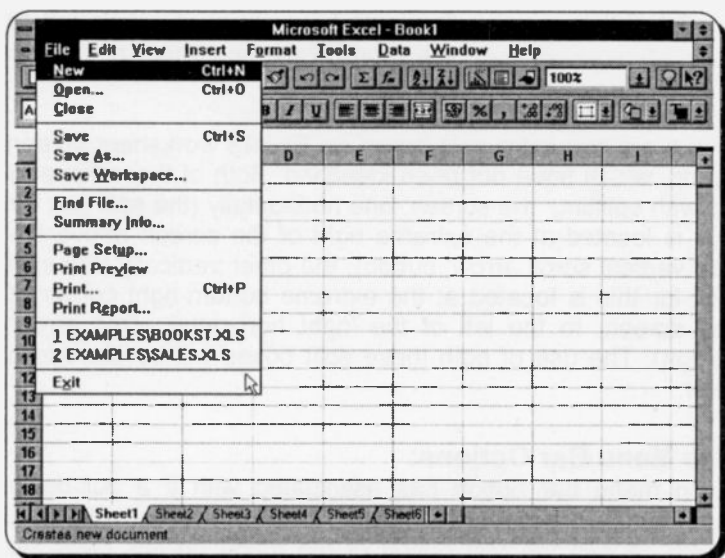 Microsoft Excel - Book1
File Edit View Insert Format Tools Data Window Help
New Ctrl+N
Open... Ctrl+O
Close
Save Ctrl+S
Save As...
Save Workspace...
Find File...
Summary Info...
Page Setup...
Print Preview
Print... Ctrl+P
Print Report...
1 EXAMPLES\BOOKST.XLS
2 EXAMPLES\SALES.XLS
Exit
100%
B I U % ,
D E F G H I
1
2
3
4
5
6
7
8
9
10
11
12
13
14
15
16
17
18
Sheet1 Sheet2 Sheet3 Sheet4 Sheet5 Sheet6
Creates new document